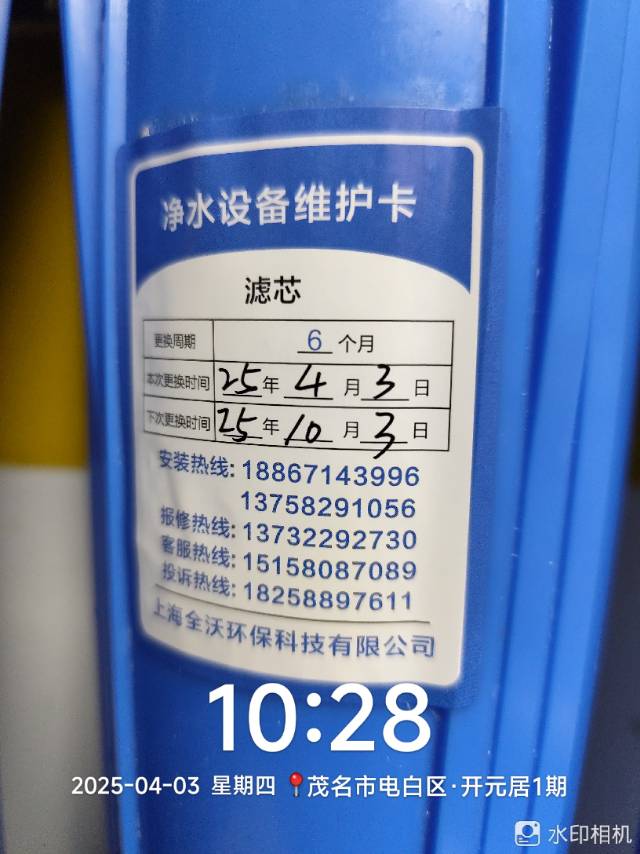 净水设备维护卡
滤芯
更换周期 6 个月
本次更换时间 25年 4 月 3 日
下次更换时间 25年 10 月 3 日
安装热线: 18867143996
13758291056
报修热线: 13732292730
客服热线: 15158087089
投诉热线: 18258897611
上海全沃环保科技有限公司
10:28
2025-04-03 星期四 📍茂名市电白区·开元居1期
水印相机